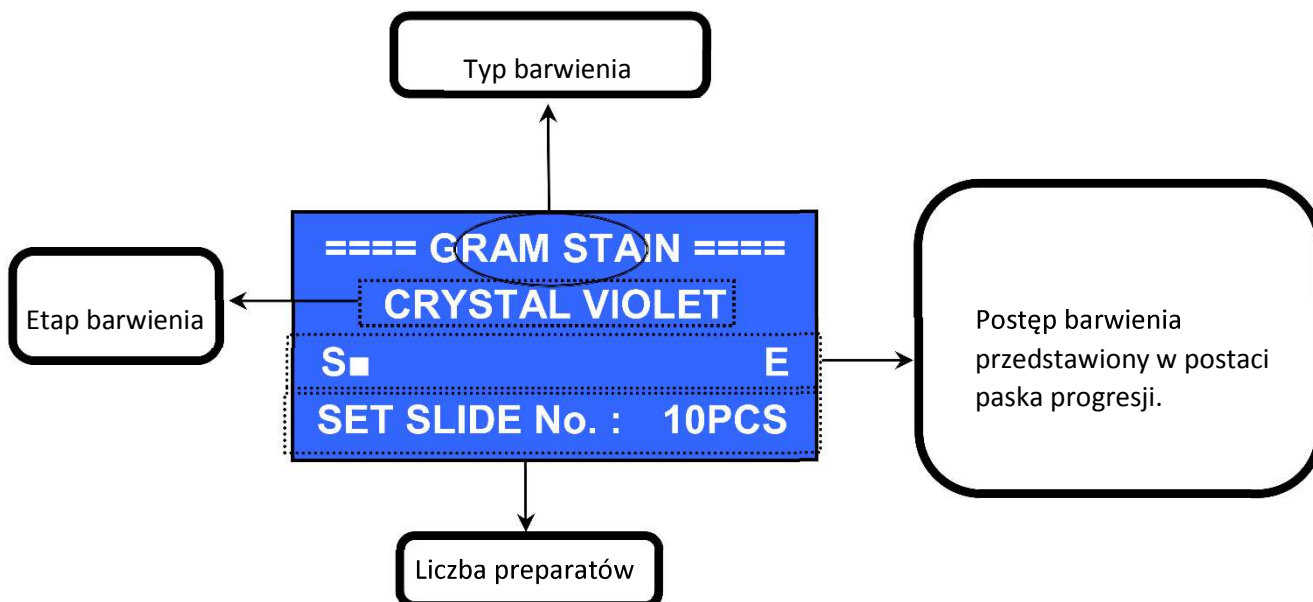 Typ barwienia
==== GRAM STAIN ====
CRYSTAL VIOLET
Etap barwienia
S■ E
SET SLIDE No. : 10PCS
Postęp barwienia
przedstawiony w postaci
paska progresji.
Liczba preparatów